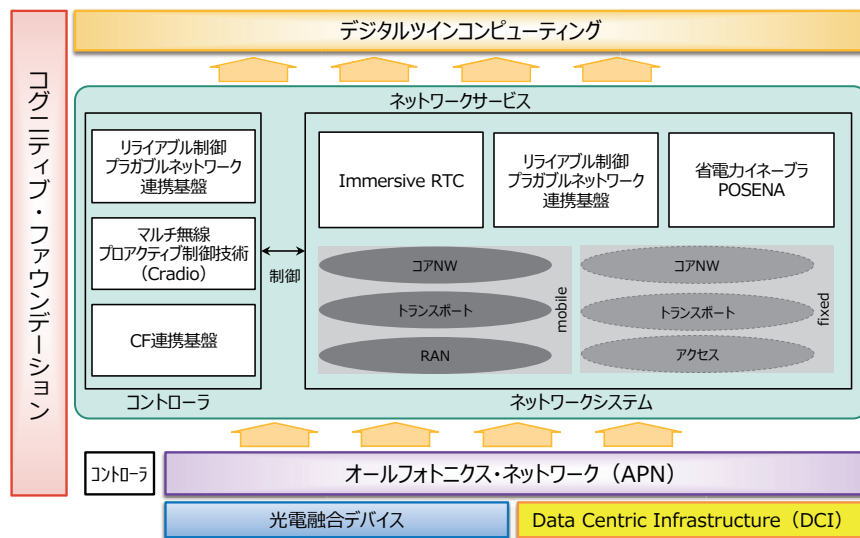 コグニティブ・ファウンデーション
デジタルツインコンピューティング
ネットワークサービス
リライアブル制御
プラガブルネットワーク
連携基盤
マルチ無線
プロアクティブ制御技術
（Cradio）
CF連携基盤
コントローラ
制御
Immersive RTC
リライアブル制御
プラガブルネットワーク
連携基盤
省電力イネーブラ
POSENA
コアNW
トランスポート
RAN
mobile
コアNW
トランスポート
アクセス
fixed
ネットワークシステム
コントローラ
オールフォトニクス・ネットワーク（APN）
光電融合デバイス
Data Centric Infrastructure（DCI）